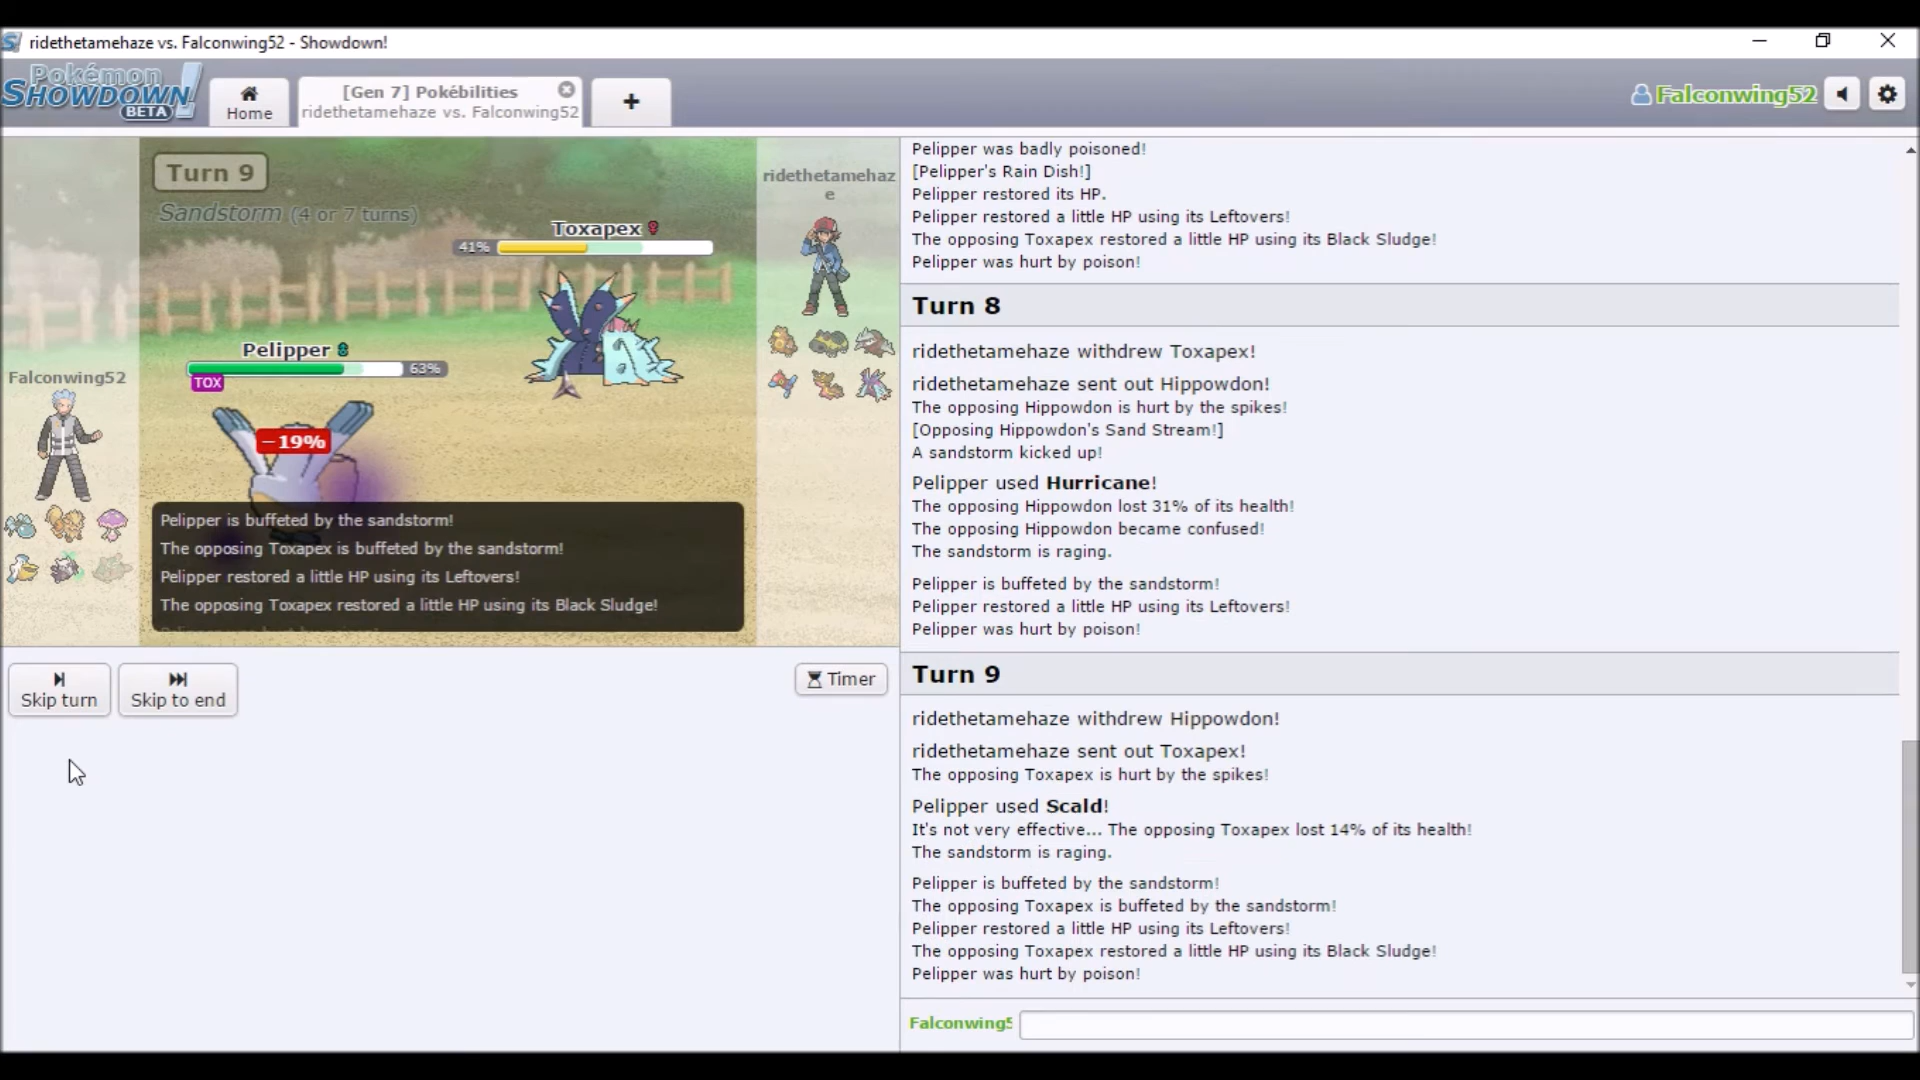 ridethetamehaze vs. Falconwing52 - Showdown!
Pokémon
SHOWDOWN!
BETA
Home
[Gen 7] Pokébilities
ridethetamehaze vs. Falconwing52
+
Falconwing52
Turn 9
Sandstorm (4 or 7 turns)
Toxapex
41%
Pelipper
63%
TOX
−19%
Falconwing52
ridethetamehaz
e
Pelipper is buffeted by the sandstorm!
The opposing Toxapex is buffeted by the sandstorm!
Pelipper restored a little HP using its Leftovers!
The opposing Toxapex restored a little HP using its Black Sludge!
Skip turn
Skip to end
Timer
Pelipper was badly poisoned!
[Pelipper's Rain Dish!]
Pelipper restored its HP.
Pelipper restored a little HP using its Leftovers!
The opposing Toxapex restored a little HP using its Black Sludge!
Pelipper was hurt by poison!
Turn 8
ridethetamehaze withdrew Toxapex!
ridethetamehaze sent out Hippowdon!
The opposing Hippowdon is hurt by the spikes!
[Opposing Hippowdon's Sand Stream!]
A sandstorm kicked up!
Pelipper used Hurricane!
The opposing Hippowdon lost 31% of its health!
The opposing Hippowdon became confused!
The sandstorm is raging.
Pelipper is buffeted by the sandstorm!
Pelipper restored a little HP using its Leftovers!
Pelipper was hurt by poison!
Turn 9
ridethetamehaze withdrew Hippowdon!
ridethetamehaze sent out Toxapex!
The opposing Toxapex is hurt by the spikes!
Pelipper used Scald!
It's not very effective... The opposing Toxapex lost 14% of its health!
The sandstorm is raging.
Pelipper is buffeted by the sandstorm!
The opposing Toxapex is buffeted by the sandstorm!
Pelipper restored a little HP using its Leftovers!
The opposing Toxapex restored a little HP using its Black Sludge!
Pelipper was hurt by poison!
Falconwing5